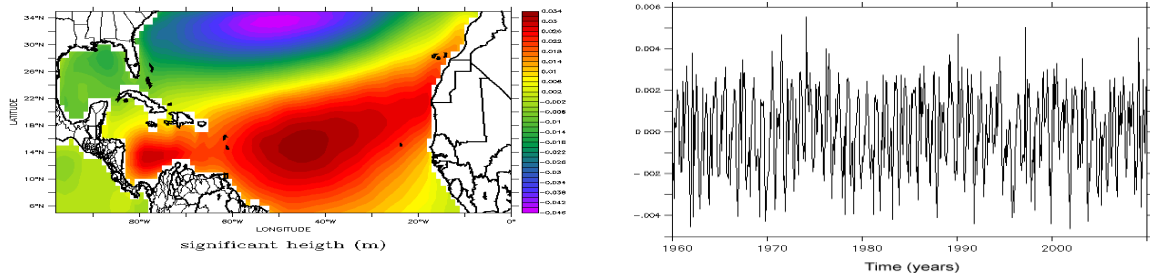 34°N
30°N
26°N
22°N
18°N
14°N
10°N
6°N
LATITUDE
80°W
60°W
40°W
20°W
0°
LONGITUDE
significant heigth (m)
0.034
0.03
0.026
0.022
0.018
0.014
0.01
0.006
0.002
-0.002
-0.006
-0.01
-0.014
-0.018
-0.022
-0.026
-0.03
-0.034
-0.038
-0.042
-0.046
0.006
0.004
0.002
0.000
-0.002
-.004
1960
1970
1980
1990
2000
Time (years)